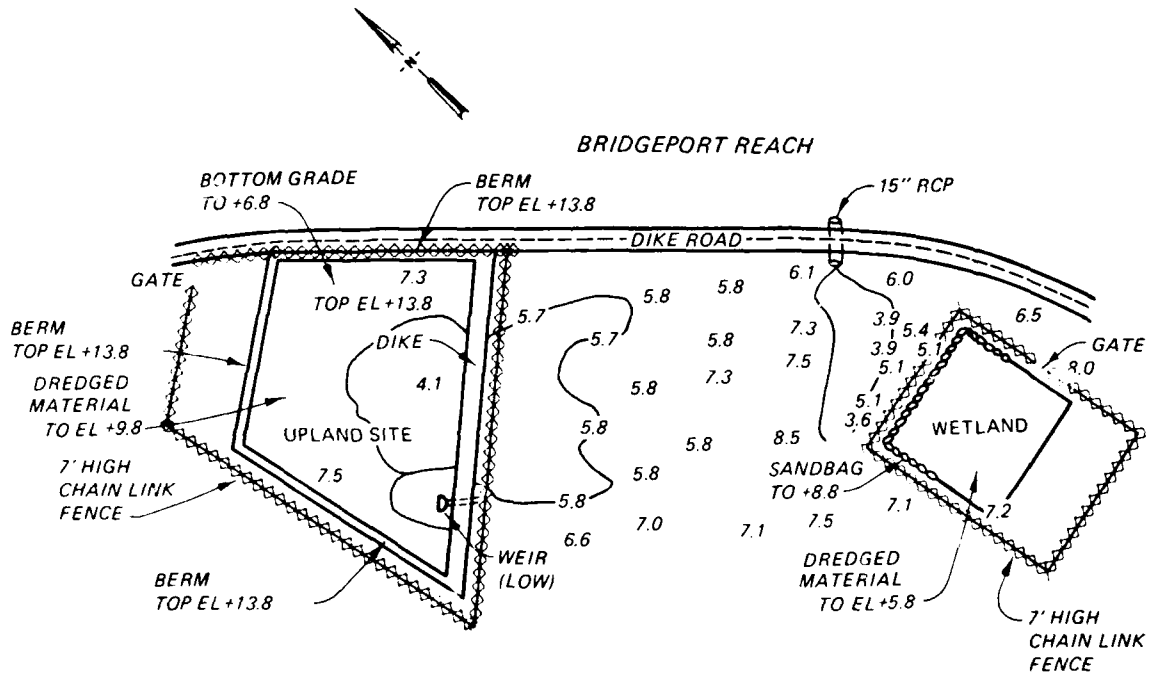 N
BRIDGEPORT REACH
BOTTOM GRADE
TO +6.8
BERM
TOP EL +13.8
15" RCP
DIKE ROAD
GATE
7.3
TOP EL +13.8
6.1
6.0
5.8
5.8
6.5
5.7
BERM
TOP EL +13.8
DIKE
5.7
5.8
7.3
3.9
5.4
GATE
7.5
3.9
5.1
8.0
DREDGED
MATERIAL
TO EL +9.8
4.1
5.8
7.3
5.1
5.1
3.6
UPLAND SITE
5.8
5.8
8.5
WETLAND
7' HIGH
CHAIN LINK
FENCE
7.5
5.8
SANDBAG
TO +8.8
5.8
7.0
7.1
7.5
7.1
7.2
6.6
WEIR
(LOW)
BERM
TOP EL +13.8
DREDGED
MATERIAL
TO EL +5.8
7' HIGH
CHAIN LINK
FENCE